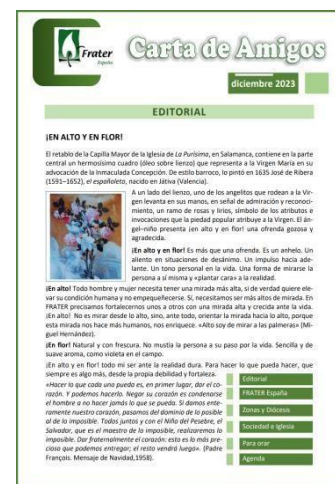 Frater
España
Carta de Amigos
diciembre 2023
EDITORIAL
¡EN ALTO Y EN FLOR!
El retablo de la Capilla Mayor de la Iglesia de La Purísima, en Salamanca, contiene en la parte
central un hermosísimo cuadro (óleo sobre lienzo) que representa a la Virgen María en su
advocación de la Inmaculada Concepción. De estilo barroco, lo pintó en 1635 José de Ribera
(1591–1652), el españoleto, nacido en Játiva (Valencia).
A un lado del lienzo, uno de los angelitos que rodean a la Vir-
gen levanta en sus manos, en señal de admiración y reconoci-
miento, un ramo de rosas y lirios, símbolo de los atributos e
invocaciones que la piedad popular atribuye a la Virgen. El án-
gel–niño presenta ¡en alto y en flor! una ofrenda gozosa y
agradecida.
¡En alto y en flor! Es más que una ofrenda. Es un anhelo. Un
aliento en situaciones de desánimo. Un impulso hacia ade-
lante. Un tono personal en la vida. Una forma de mirarse la
persona a sí misma y «plantar cara» a la realidad.
¡En alto! Todo hombre y mujer necesita tener una mirada más alta, si de verdad quiere ele-
var su condición humana y no empequeñecerse. Sí, necesitamos ser más altos de mirada. En
FRATER precisamos fortalecernos unos a otros con una mirada alta y crecida ante la vida.
¡En alto! No es mirar desde lo alto, sino, ante todo, orientar la mirada hacia lo alto, porque
esta mirada nos hace más humanos, nos enriquece. «Alto soy de mirar a las palmeras» (Mi-
guel Hernández).
¡En flor! Natural y con frescura. No mustia la persona a su paso por la vida. Sencilla y de
suave aroma, como violeta en el campo.
¡En alto y en flor! todo mi ser ante la realidad dura. Para hacer lo que pueda hacer, que
siempre es algo más, desde la propia debilidad y fortaleza.
«Hacer lo que cada uno pueda es, en primer lugar, dar el co-
razón. Y podemos hacerlo. Negar su corazón es condenarse
el hombre a no hacer jamás lo que se pueda. Si damos ente-
ramente nuestro corazón, pasamos del dominio de lo posible
al de lo imposible. Todos juntos y con el Niño del Pesebre, el
Salvador, que es el maestro de lo imposible, realizaremos lo
imposible. Dar fraternalmente el corazón: esto es lo más pre-
cioso que podemos entregar; el resto vendrá luego». (Padre
François. Mensaje de Navidad,1958).
Editorial
FRATER España
Zonas y Diócesis
Sociedad e Iglesia
Para orar
Agenda